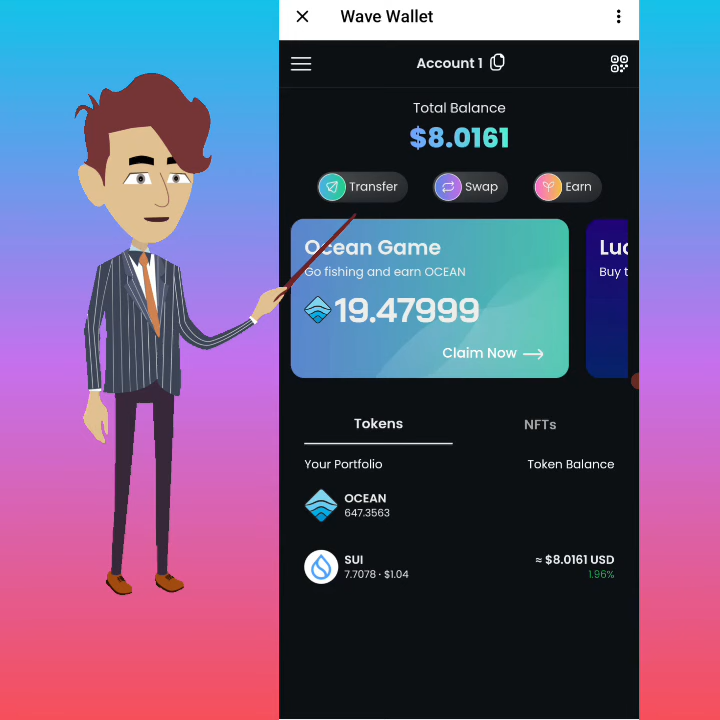 Wave Wallet
Account 1
Total Balance
$8.0161
Transfer
Swap
Earn
Ocean Game
Go fishing and earn OCEAN
19.47999
Claim Now
Luc
Buy t
Tokens
NFTs
Your Portfolio
Token Balance
OCEAN
647.3563
SUI
≈ $8.0161 USD
7.7078 · $1.04
1.96%